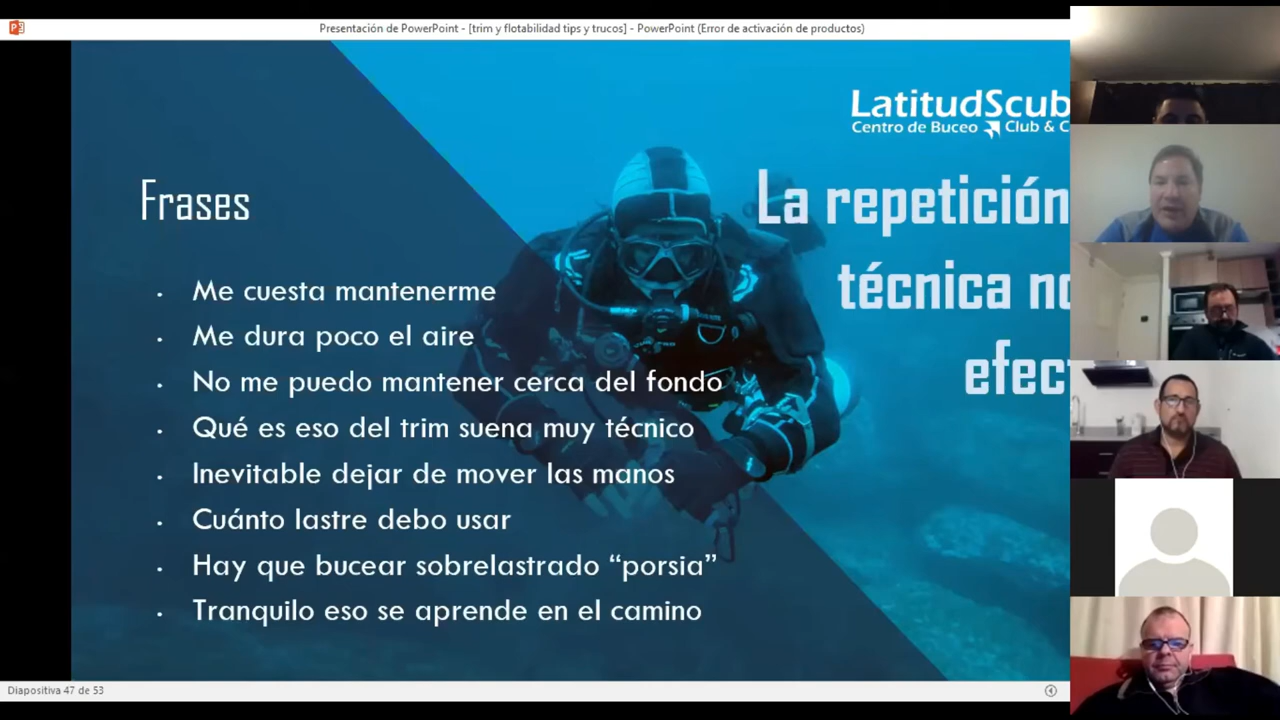 Presentación de PowerPoint - [trim y flotabilidad tips y trucos] - PowerPoint (Error de activación de productos)
LatitudScub
Centro de Buceo Club & C
Frases
La repetición
técnica no
efect
Me cuesta mantenerme
Me dura poco el aire
No me puedo mantener cerca del fondo
Qué es eso del trim suena muy técnico
Inevitable dejar de mover las manos
Cuánto lastre debo usar
Hay que bucear sobrelastrado “porsia”
Tranquilo eso se aprende en el camino
Diapositiva 47 de 53